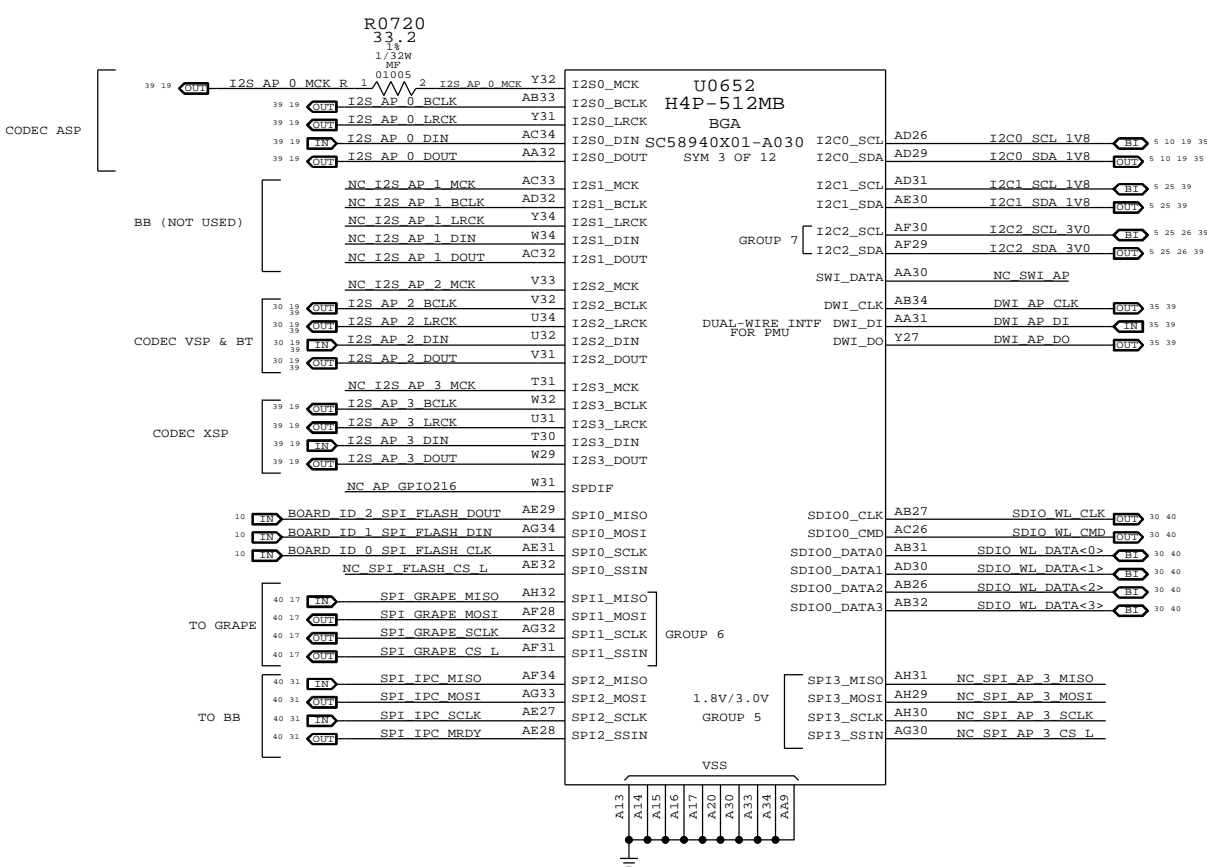 R0720
33.2
1%
1/32W
MF
01005
39 19 OUT I2S_AP_0_MCK_R 1 2 I2S_AP_0_MCK Y32 I2S0_MCK
39 19 OUT I2S_AP_0_BCLK AB33 I2S0_BCLK
39 19 OUT I2S_AP_0_LRCK Y31 I2S0_LRCK
39 19 IN I2S_AP_0_DIN AC34 I2S0_DIN
39 19 OUT I2S_AP_0_DOUT AA32 I2S0_DOUT
CODEC ASP
NC_I2S_AP_1_MCK AC33 I2S1_MCK
NC_I2S_AP_1_BCLK AD32 I2S1_BCLK
NC_I2S_AP_1_LRCK Y34 I2S1_LRCK
NC_I2S_AP_1_DIN W34 I2S1_DIN
NC_I2S_AP_1_DOUT AC32 I2S1_DOUT
BB (NOT USED)
NC_I2S_AP_2_MCK V33 I2S2_MCK
30 19 39 OUT I2S_AP_2_BCLK V32 I2S2_BCLK
30 19 39 OUT I2S_AP_2_LRCK U34 I2S2_LRCK
30 19 39 IN I2S_AP_2_DIN U32 I2S2_DIN
30 19 39 OUT I2S_AP_2_DOUT V31 I2S2_DOUT
CODEC VSP & BT
NC_I2S_AP_3_MCK T31 I2S3_MCK
39 19 OUT I2S_AP_3_BCLK W32 I2S3_BCLK
39 19 OUT I2S_AP_3_LRCK U31 I2S3_LRCK
39 19 IN I2S_AP_3_DIN T30 I2S3_DIN
39 19 OUT I2S_AP_3_DOUT W29 I2S3_DOUT
CODEC XSP
NC_AP_GPIO216 W31 SPDIF
10 IN BOARD_ID_2_SPI_FLASH_DOUT AE29 SPI0_MISO
10 IN BOARD_ID_1_SPI_FLASH_DIN AG34 SPI0_MOSI
10 IN BOARD_ID_0_SPI_FLASH_CLK AE31 SPI0_SCLK
NC_SPI_FLASH_CS_L AE32 SPI0_SSIN
40 17 IN SPI_GRAPE_MISO AH32 SPI1_MISO
40 17 OUT SPI_GRAPE_MOSI AF28 SPI1_MOSI
40 17 OUT SPI_GRAPE_SCLK AG32 SPI1_SCLK
40 17 OUT SPI_GRAPE_CS_L AF31 SPI1_SSIN
TO GRAPE
GROUP 6
40 31 IN SPI_IPC_MISO AF34 SPI2_MISO
40 31 OUT SPI_IPC_MOSI AG33 SPI2_MOSI
40 31 IN SPI_IPC_SCLK AE27 SPI2_SCLK
40 31 OUT SPI_IPC_MRDY AE28 SPI2_SSIN
TO BB
U0652
H4P-512MB
BGA
SC58940X01-A030
SYM 3 OF 12
I2C0_SCL AD26 I2C0_SCL_1V8 BI 5 10 19 35
I2C0_SDA AD29 I2C0_SDA_1V8 OUT 5 10 19 35
I2C1_SCL AD31 I2C1_SCL_1V8 BI 5 25 39
I2C1_SDA AE30 I2C1_SDA_1V8 OUT 5 25 39
GROUP 7
I2C2_SCL AF30 I2C2_SCL_3V0 BI 5 25 26 39
I2C2_SDA AF29 I2C2_SDA_3V0 OUT 5 25 26 39
SWI_DATA AA30 NC_SWI_AP
DWI_CLK AB34 DWI_AP_CLK OUT 35 39
DUAL-WIRE INTF
FOR PMU
DWI_DI AA31 DWI_AP_DI IN 35 39
DWI_DO Y27 DWI_AP_DO OUT 35 39
SDIO0_CLK AB27 SDIO_WL_CLK OUT 30 40
SDIO0_CMD AC26 SDIO_WL_CMD OUT 30 40
SDIO0_DATA0 AB31 SDIO_WL_DATA<0> BI 30 40
SDIO0_DATA1 AD30 SDIO_WL_DATA<1> BI 30 40
SDIO0_DATA2 AB26 SDIO_WL_DATA<2> BI 30 40
SDIO0_DATA3 AB32 SDIO_WL_DATA<3> BI 30 40
1.8V/3.0V
GROUP 5
SPI3_MISO AH31 NC_SPI_AP_3_MISO
SPI3_MOSI AH29 NC_SPI_AP_3_MOSI
SPI3_SCLK AH30 NC_SPI_AP_3_SCLK
SPI3_SSIN AG30 NC_SPI_AP_3_CS_L
VSS
A13
A14
A15
A16
A17
A20
A30
A33
A34
AA9